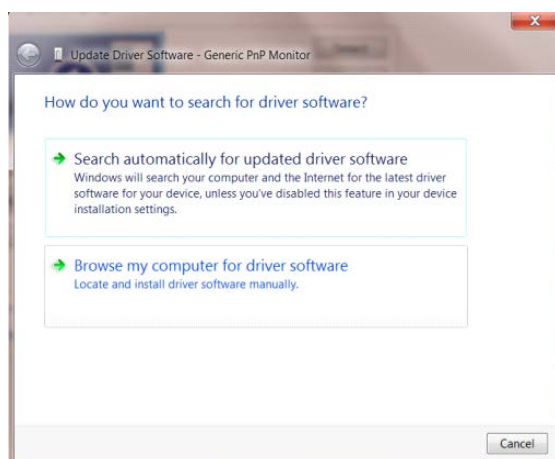 Update Driver Software - Generic PnP Monitor
How do you want to search for driver software?
Search automatically for updated driver software
Windows will search your computer and the Internet for the latest driver
software for your device, unless you've disabled this feature in your device
installation settings.
Browse my computer for driver software
Locate and install driver software manually.
Cancel